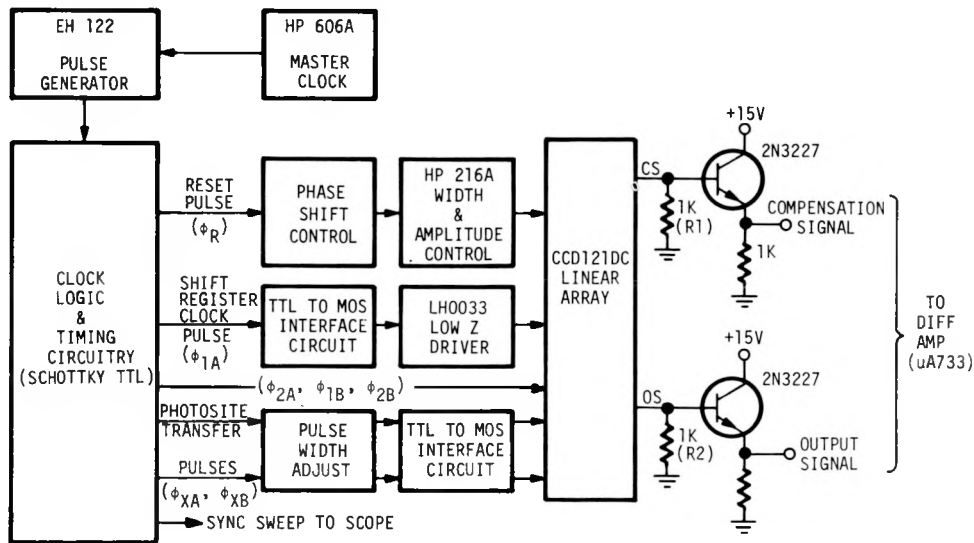 EH 122
PULSE
GENERATOR
HP 606A
MASTER
CLOCK
CLOCK
LOGIC
&
TIMING
CIRCUITRY
(SCHOTTKY TTL)
RESET
PULSE
(ϕR)
PHASE
SHIFT
CONTROL
HP 216A
WIDTH
&
AMPLITUDE
CONTROL
SHIFT
REGISTER
CLOCK
PULSE
(ϕ1A)
TTL TO MOS
INTERFACE
CIRCUIT
LH0033
LOW Z
DRIVER
(ϕ2A, ϕ1B, ϕ2B)
PHOTOSITE
TRANSFER
PULSES
(ϕXA, ϕXB)
PULSE
WIDTH
ADJUST
TTL TO MOS
INTERFACE
CIRCUIT
SYNC SWEEP TO SCOPE
CCD121DC
LINEAR
ARRAY
+15V
2N3227
CS
1K
(R1)
COMPENSATION
SIGNAL
1K
+15V
2N3227
OS
1K
(R2)
OUTPUT
SIGNAL
TO
DIFF
AMP
(uA733)